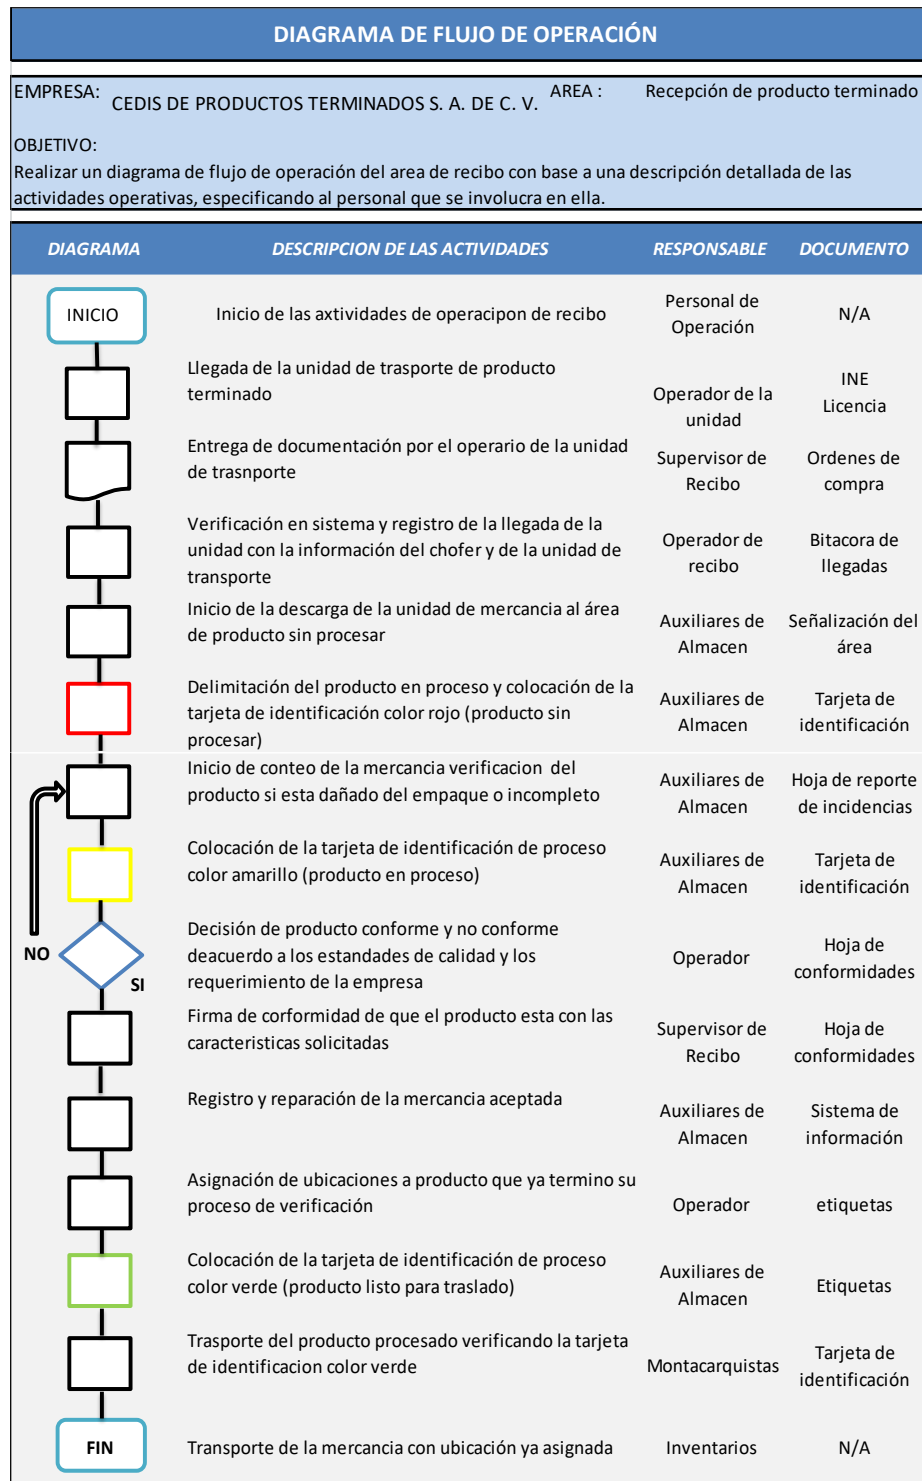 DIAGRAMA DE FLUJO DE OPERACIÓN
EMPRESA: CEDIS DE PRODUCTOS TERMINADOS S. A. DE C. V. AREA : Recepción de producto terminado
OBJETIVO:
Realizar un diagrama de flujo de operación del area de recibo con base a una descripción detallada de las
actividades operativas, especificando al personal que se involucra en ella.
DIAGRAMA DESCRIPCION DE LAS ACTIVIDADES RESPONSABLE DOCUMENTO
INICIO
Inicio de las axtividades de operacipon de recibo
Personal de
Operación
N/A
Llegada de la unidad de trasporte de producto
terminado
Operador de la
unidad
INE
Licencia
Entrega de documentación por el operario de la unidad
de trasnporte
Supervisor de
Recibo
Ordenes de
compra
Verificación en sistema y registro de la llegada de la
unidad con la información del chofer y de la unidad de
transporte
Operador de
recibo
Bitacora de
llegadas
Inicio de la descarga de la unidad de mercancia al área
de producto sin procesar
Auxiliares de
Almacen
Señalización del
área
Delimitación del producto en proceso y colocación de la
tarjeta de identificación color rojo (producto sin
procesar)
Auxiliares de
Almacen
Tarjeta de
identificación
Inicio de conteo de la mercancia verificacion del
producto si esta dañado del empaque o incompleto
Auxiliares de
Almacen
Hoja de reporte
de incidencias
Colocación de la tarjeta de identificación de proceso
color amarillo (producto en proceso)
Auxiliares de
Almacen
Tarjeta de
identificación
NO
SI
Decisión de producto conforme y no conforme
deacuerdo a los estandades de calidad y los
requerimiento de la empresa
Operador
Hoja de
conformidades
Firma de corformidad de que el producto esta con las
caracteristicas solicitadas
Supervisor de
Recibo
Hoja de
conformidades
Registro y reparación de la mercancia aceptada
Auxiliares de
Almacen
Sistema de
información
Asignación de ubicaciones a producto que ya termino su
proceso de verificación
Operador
etiquetas
Colocación de la tarjeta de identificación de proceso
color verde (producto listo para traslado)
Auxiliares de
Almacen
Etiquetas
Trasporte del producto procesado verificando la tarjeta
de identificacion color verde
Montacarquistas
Tarjeta de
identificación
FIN
Transporte de la mercancia con ubicación ya asignada
Inventarios
N/A